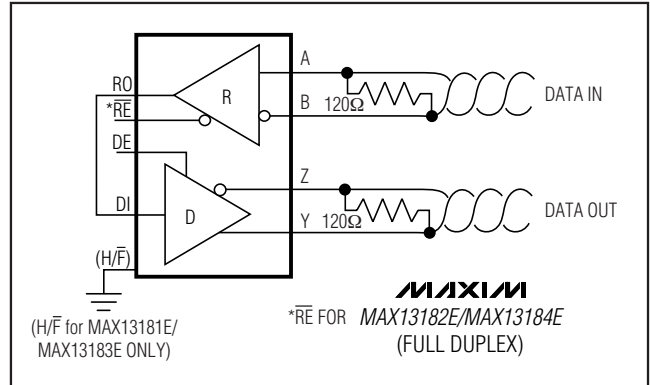 A
RO
R
*RE̅
B
120Ω
DATA IN
DE
Z
DI
D
Y
120Ω
DATA OUT
(H/F̅)
MAXIM
(H/F̅ for MAX13181E/
MAX13183E ONLY)
*RE̅ FOR MAX13182E/MAX13184E
(FULL DUPLEX)